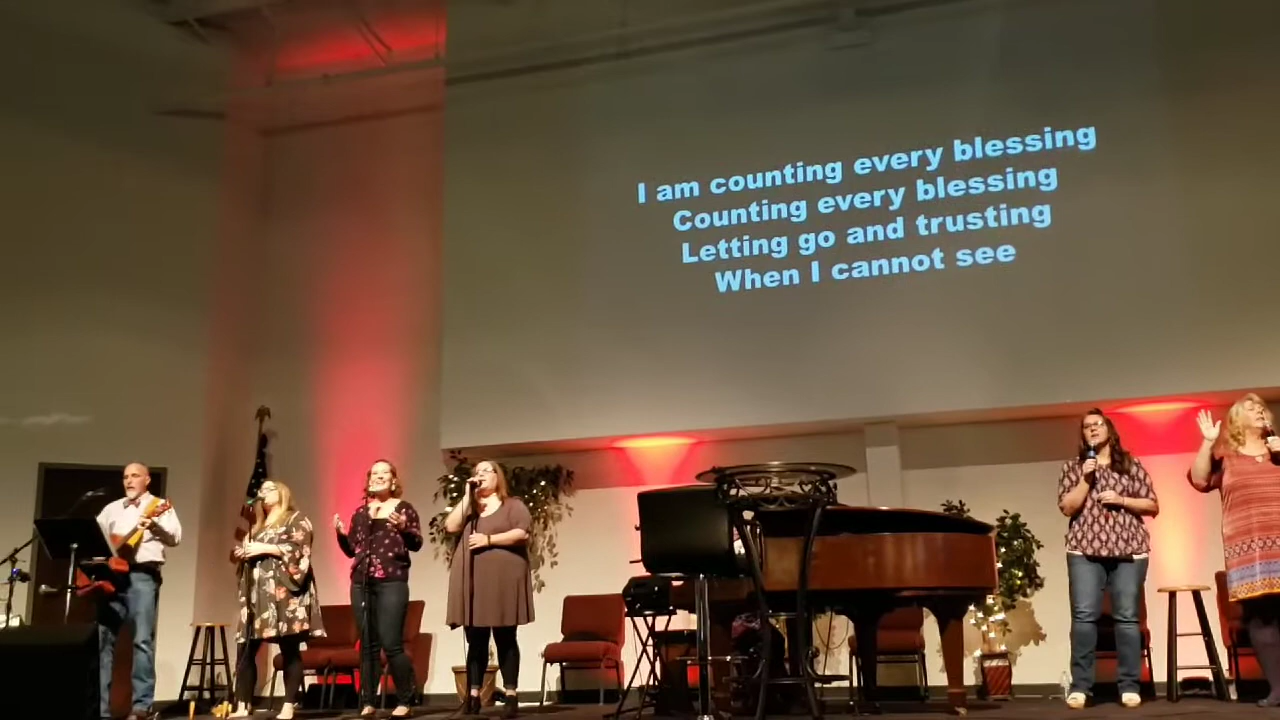 I am counting every blessing
Counting every blessing
Letting go and trusting
When I cannot see